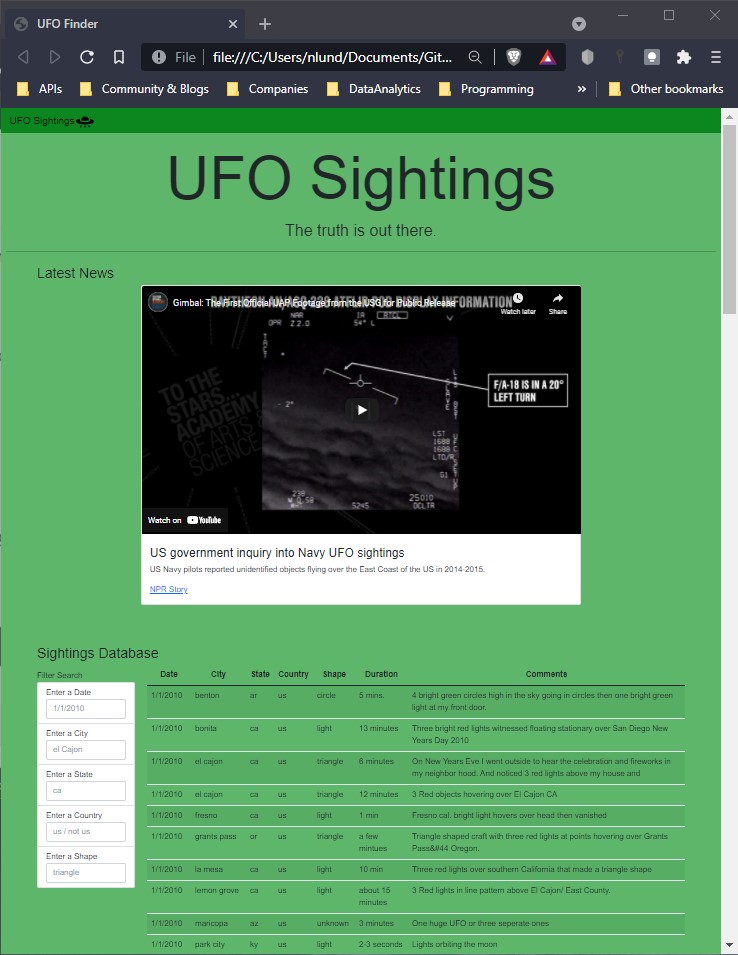 UFO Finder
File file:///C:/Users/nlund/Documents/Git...
APIs Community & Blogs Companies DataAnalytics Programming » Other bookmarks
UFO Sightings
UFO Sightings
The truth is out there.
Latest News
Gimbal: The First Official UAP Footage from the USG for Public Release
Watch later Share
NAR IR RTCL
OPR Z 2.0 54° L
TO THE
STARS...
ACADEMY
OF ARTS &
SCIENCE
F/A-18 IS IN A 20°
LEFT TURN
2°
LST
1688
1688
LTD/R
25010
5245 DCLTR
Watch on YouTube
US government inquiry into Navy UFO sightings
US Navy pilots reported unidentified objects flying over the East Coast of the US in 2014-2015.
NPR Story
Sightings Database
Filter Search
Enter a Date
1/1/2010
Enter a City
el Cajon
Enter a State
ca
Enter a Country
us / not us
Enter a Shape
triangle
Date City State Country Shape Duration Comments
1/1/2010 benton ar us circle 5 mins. 4 bright green circles high in the sky going in circles then one bright green
light at my front door.
1/1/2010 bonita ca us light 13 minutes Three bright red lights witnessed floating stationary over San Diego New
Years Day 2010
1/1/2010 el cajon ca us triangle 6 minutes On New Years Eve I went outside to hear the celebration and fireworks in
my neighbor hood. And noticed 3 red lights above my house and
1/1/2010 el cajon ca us triangle 12 minutes 3 Red objects hovering over El Cajon CA
1/1/2010 fresno ca us light 1 min Fresno cal. bright light hovers over head then vanished
1/1/2010 grants pass or us triangle a few Triangle shaped craft with three red lights at points hovering over Grants
mintues Pass&#44 Oregon.
1/1/2010 la mesa ca us light 10 min Three red lights over southern California that made a triangle shape
1/1/2010 lemon grove ca us light about 15 3 Red lights in line pattern above El Cajon/ East County.
minutes
1/1/2010 maricopa az us unknown 3 minutes One huge UFO or three seperate ones
1/1/2010 park city ky us light 2-3 seconds Lights orbiting the moon